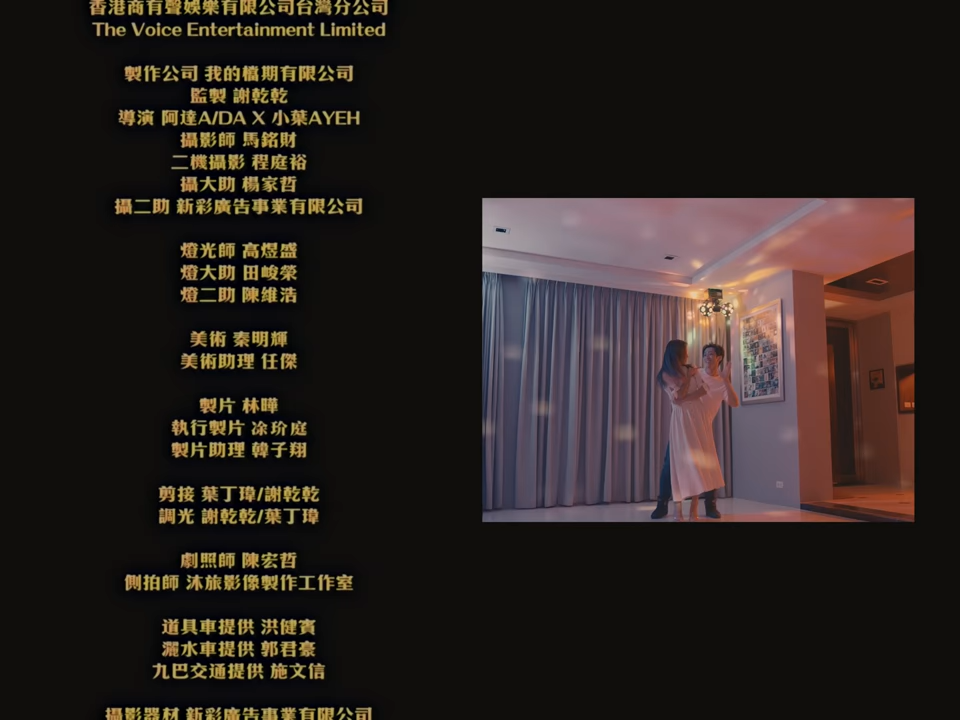 香港商有聲娛樂有限公司台灣分公司
The Voice Entertainment Limited
製作公司 我的檔期有限公司
監製 謝乾乾
導演 阿達A/DA X 小葉AYEH
攝影師 馬銘財
二機攝影 程庭裕
攝大助 楊家哲
攝二助 新彩廣告事業有限公司
燈光師 高煜盛
燈大助 田峻榮
燈二助 陳維浩
美術 秦明輝
美術助理 任傑
製片 林曄
執行製片 凃玠庭
製片助理 韓子翔
剪接 葉丁瑋/謝乾乾
調光 謝乾乾/葉丁瑋
劇照師 陳宏哲
側拍師 沐旅影像製作工作室
道具車提供 洪健賓
灑水車提供 郭君豪
九巴交通提供 施文信
攝影器材 新彩廣告事業有限公司